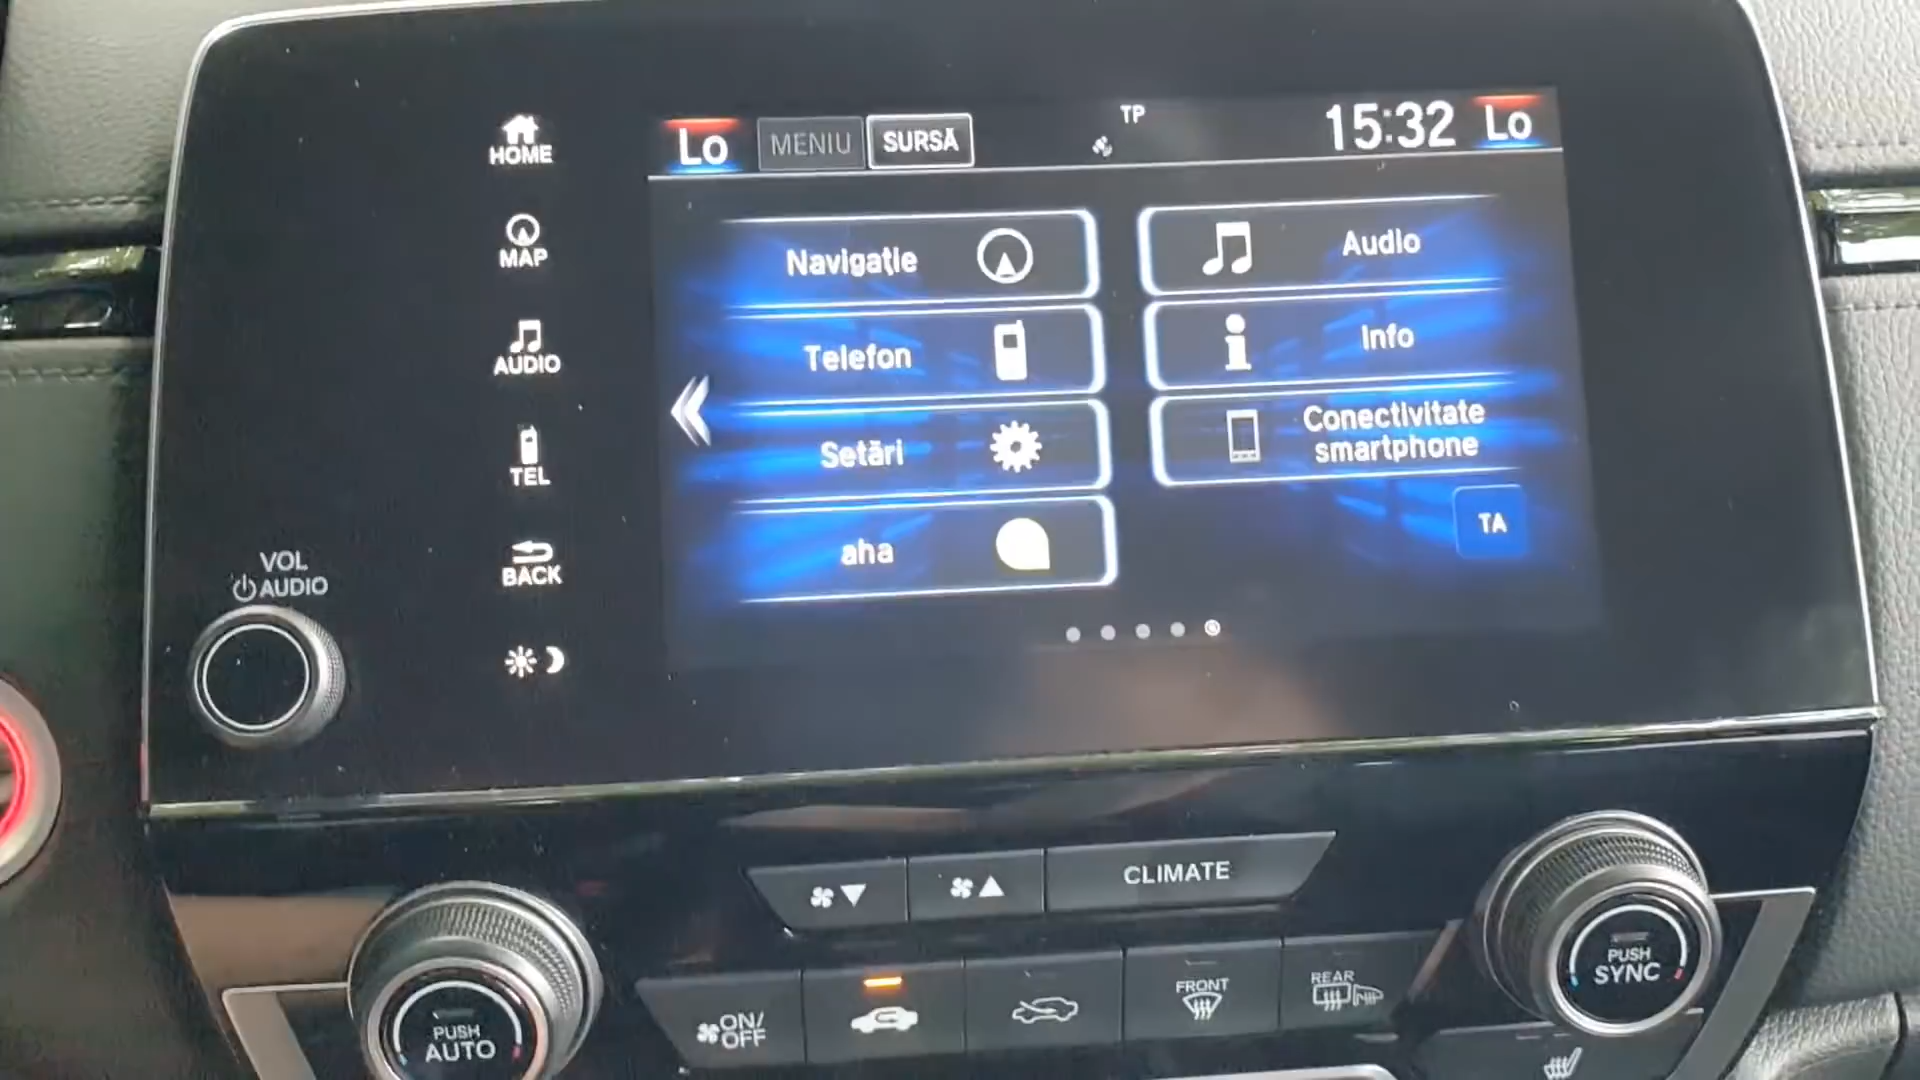 HOME
MAP
AUDIO
TEL
BACK
VOL
AUDIO
Lo
MENIU
SURSĂ
TP
15:32
Lo
Navigaţie
Audio
Telefon
Info
Setări
Conectivitate
smartphone
aha
TA
CLIMATE
ON/
OFF
FRONT
REAR
PUSH
AUTO
PUSH
SYNC